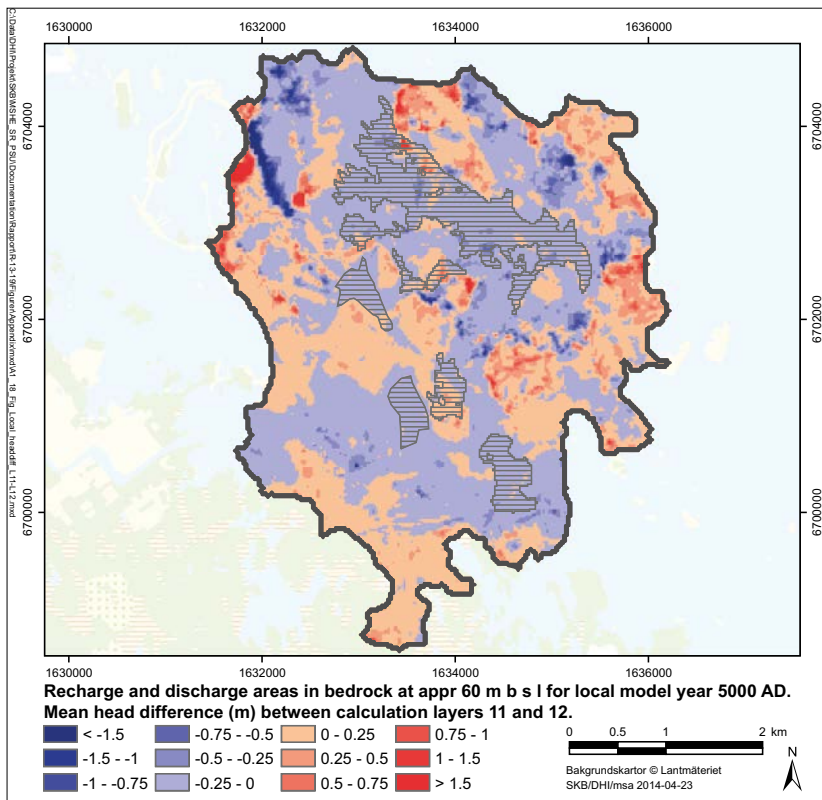 1630000 1632000 1634000 1636000
6704000 6704000
6702000 6702000
6700000 6700000
1630000 1632000 1634000 1636000
Recharge and discharge areas in bedrock at appr 60 m b s l for local model year 5000 AD.
Mean head difference (m) between calculation layers 11 and 12.
< -1.5 -0.75 - -0.5 0 - 0.25 0.75 - 1
-1.5 - -1 -0.5 - -0.25 0.25 - 0.5 1 - 1.5
-1 - -0.75 -0.25 - 0 0.5 - 0.75 > 1.5
0 0.5 1 2 km
Bakgrundskartor © Lantmäteriet
SKB/DHI/msa 2014-04-23
N